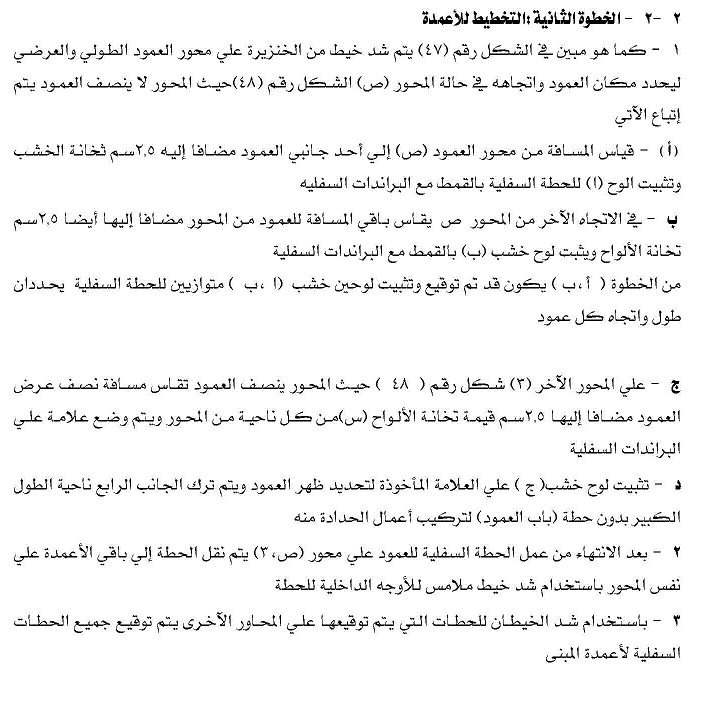 ٢ -٢ - الخطوة الثانية :التخطيط للأعمدة
١ - كما هو مبين في الشكل رقم (٤٧) يتم شد خيط من الخنزيرة علي محور العمود الطولي والعرضي
ليحدد مكان العمود واتجاهه في حالة المحور (ص) الشكل رقم (٤٨)حيث المحور لا ينصف العمود يتم
إتباع الآتي
(أ) - قياس المسافة من محور العمود (ص) إلي أحد جانبي العمود مضافا إليه ٢,٥سم ثخانة الخشب
وتثبيت الوح (ا) للحطة السفلية بالقمط مع البراندات السفليه
ب - في الاتجاه الآخر من المحور ص يقاس باقي المسافة للعمود من المحور مضافا إليها أيضا ٢,٥سم
تخانة الألواح ويثبت لوح خشب (ب) بالقمط مع البراندات السفلية
من الخطوة ( أ،ب ) يكون قد تم توقيع وتثبيت لوحين خشب (ا ،ب ) متوازيين للحطة السفلية يحددان
طول واتجاه كل عمود
ج - علي المحور الآخر (٣) شكل رقم ( ٤٨ ) حيث المحور ينصف العمود تقاس مسافة نصف عرض
العمود مضافا إليها ٢,٥سم قيمة تخانة الألواح (س)من كل ناحية من المحور ويتم وضع علامة علي
البراندات السفلية
د - تثبيت لوح خشب( ج ) علي العلامة المأخوذة لتحديد ظهر العمود ويتم ترك الجانب الرابع ناحية الطول
الكبير بدون حطة (باب العمود) لتركيب أعمال الحدادة منه
٢ - بعد الانتهاء من عمل الحطة السفلية للعمود علي محور (ص،٣) يتم نقل الحطة إلي باقي الأعمدة علي
نفس المحور باستخدام شد خيط ملامس للأوجه الداخلية للحطة
٣ - باستخدام شد الخيطان للحطات التي يتم توقيعها علي المحاور الآخرى يتم توقيع جميع الحطات
السفلية لأعمدة المبنى